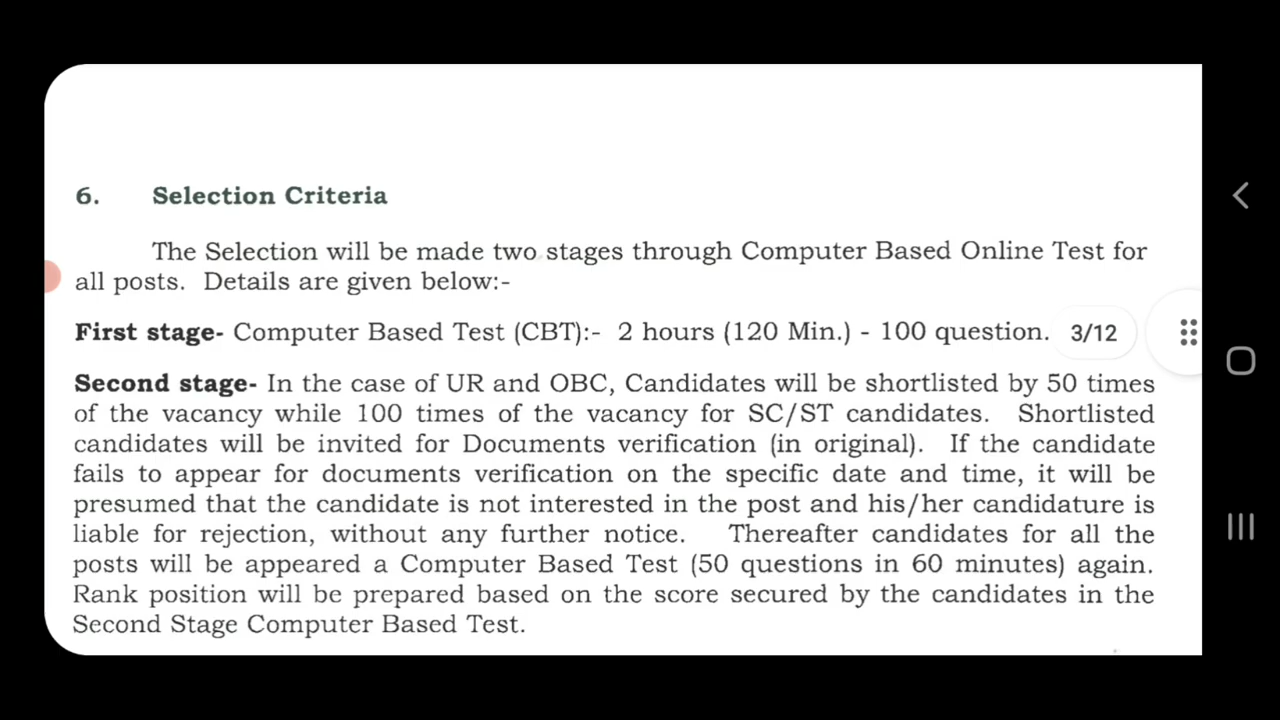 6. Selection Criteria
The Selection will be made two stages through Computer Based Online Test for
all posts. Details are given below:-
First stage- Computer Based Test (CBT):- 2 hours (120 Min.) - 100 question.
3/12
Second stage- In the case of UR and OBC, Candidates will be shortlisted by 50 times
of the vacancy while 100 times of the vacancy for SC/ST candidates. Shortlisted
candidates will be invited for Documents verification (in original). If the candidate
fails to appear for documents verification on the specific date and time, it will be
presumed that the candidate is not interested in the post and his/her candidature is
liable for rejection, without any further notice. Thereafter candidates for all the
posts will be appeared a Computer Based Test (50 questions in 60 minutes) again.
Rank position will be prepared based on the score secured by the candidates in the
Second Stage Computer Based Test.